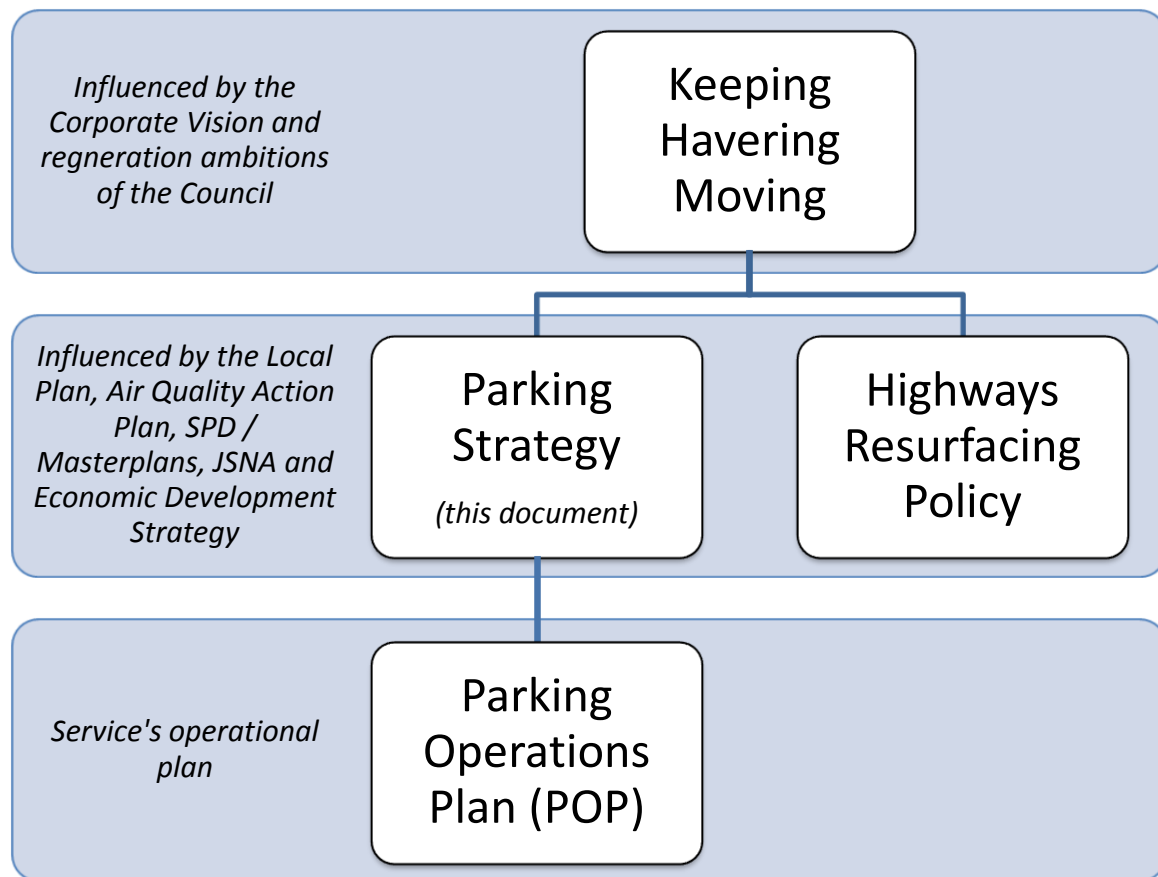 Influenced by the
Corporate Vision and
regneration ambitions
of the Council
Keeping
Havering
Moving
Influenced by the Local
Plan, Air Quality Action
Plan, SPD /
Masterplans, JSNA and
Economic Development
Strategy
Parking
Strategy
(this document)
Highways
Resurfacing
Policy
Service's operational
plan
Parking
Operations
Plan (POP)